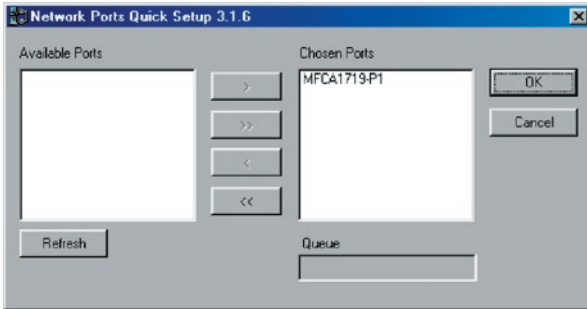 Network Ports Quick Setup 3.1.6
Available Ports
Chosen Ports
MFCA1719-P1
>
>>
<
<<
OK
Cancel
Refresh
Queue